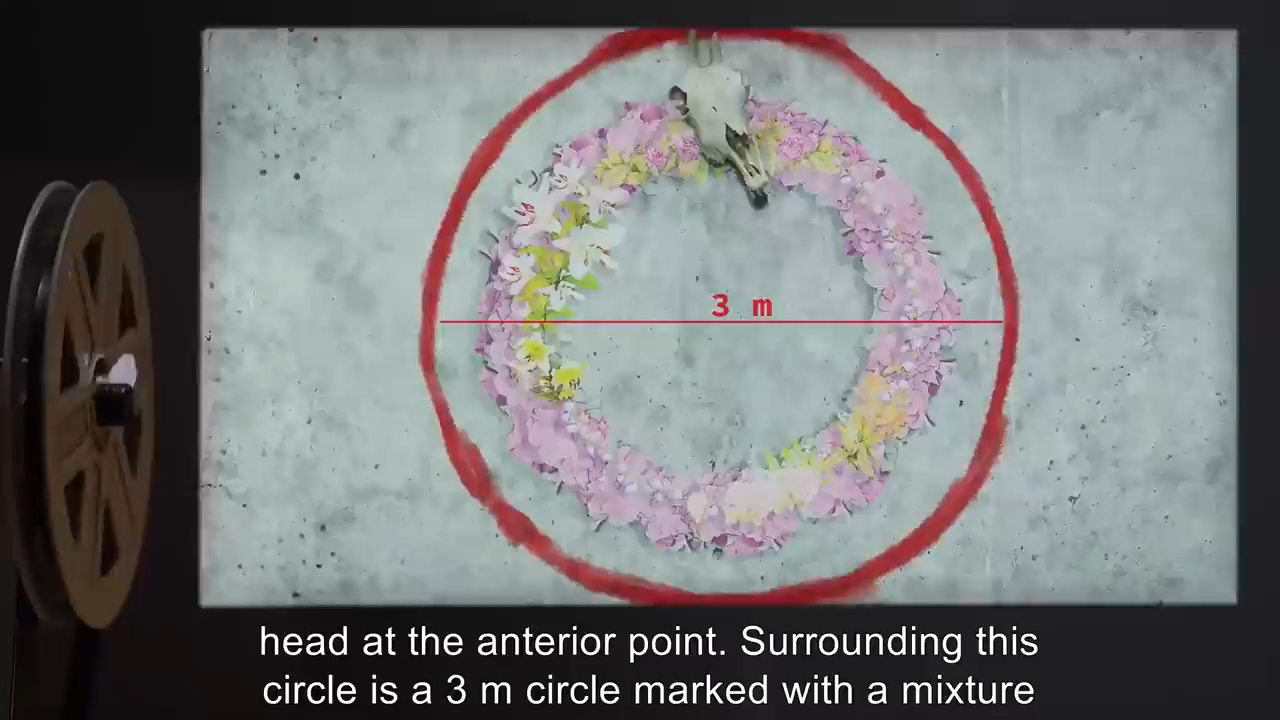 3 m
head at the anterior point. Surrounding this
circle is a 3 m circle marked with a mixture